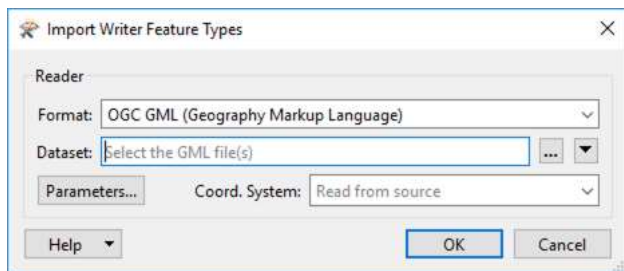 Import Writer Feature Types
Reader
Format: OGC GML (Geography Markup Language)
Dataset: Select the GML file(s) ...
Parameters... Coord. System: Read from source
Help OK Cancel